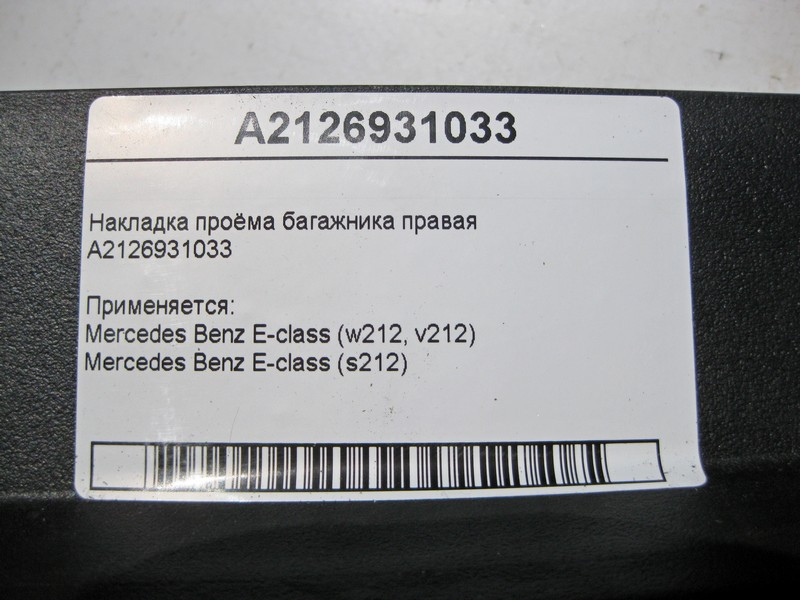 A2126931033
Накладка проёма багажника правая
A2126931033
Применяется:
Mercedes Benz E-class (w212, v212)
Mercedes Benz E-class (s212)